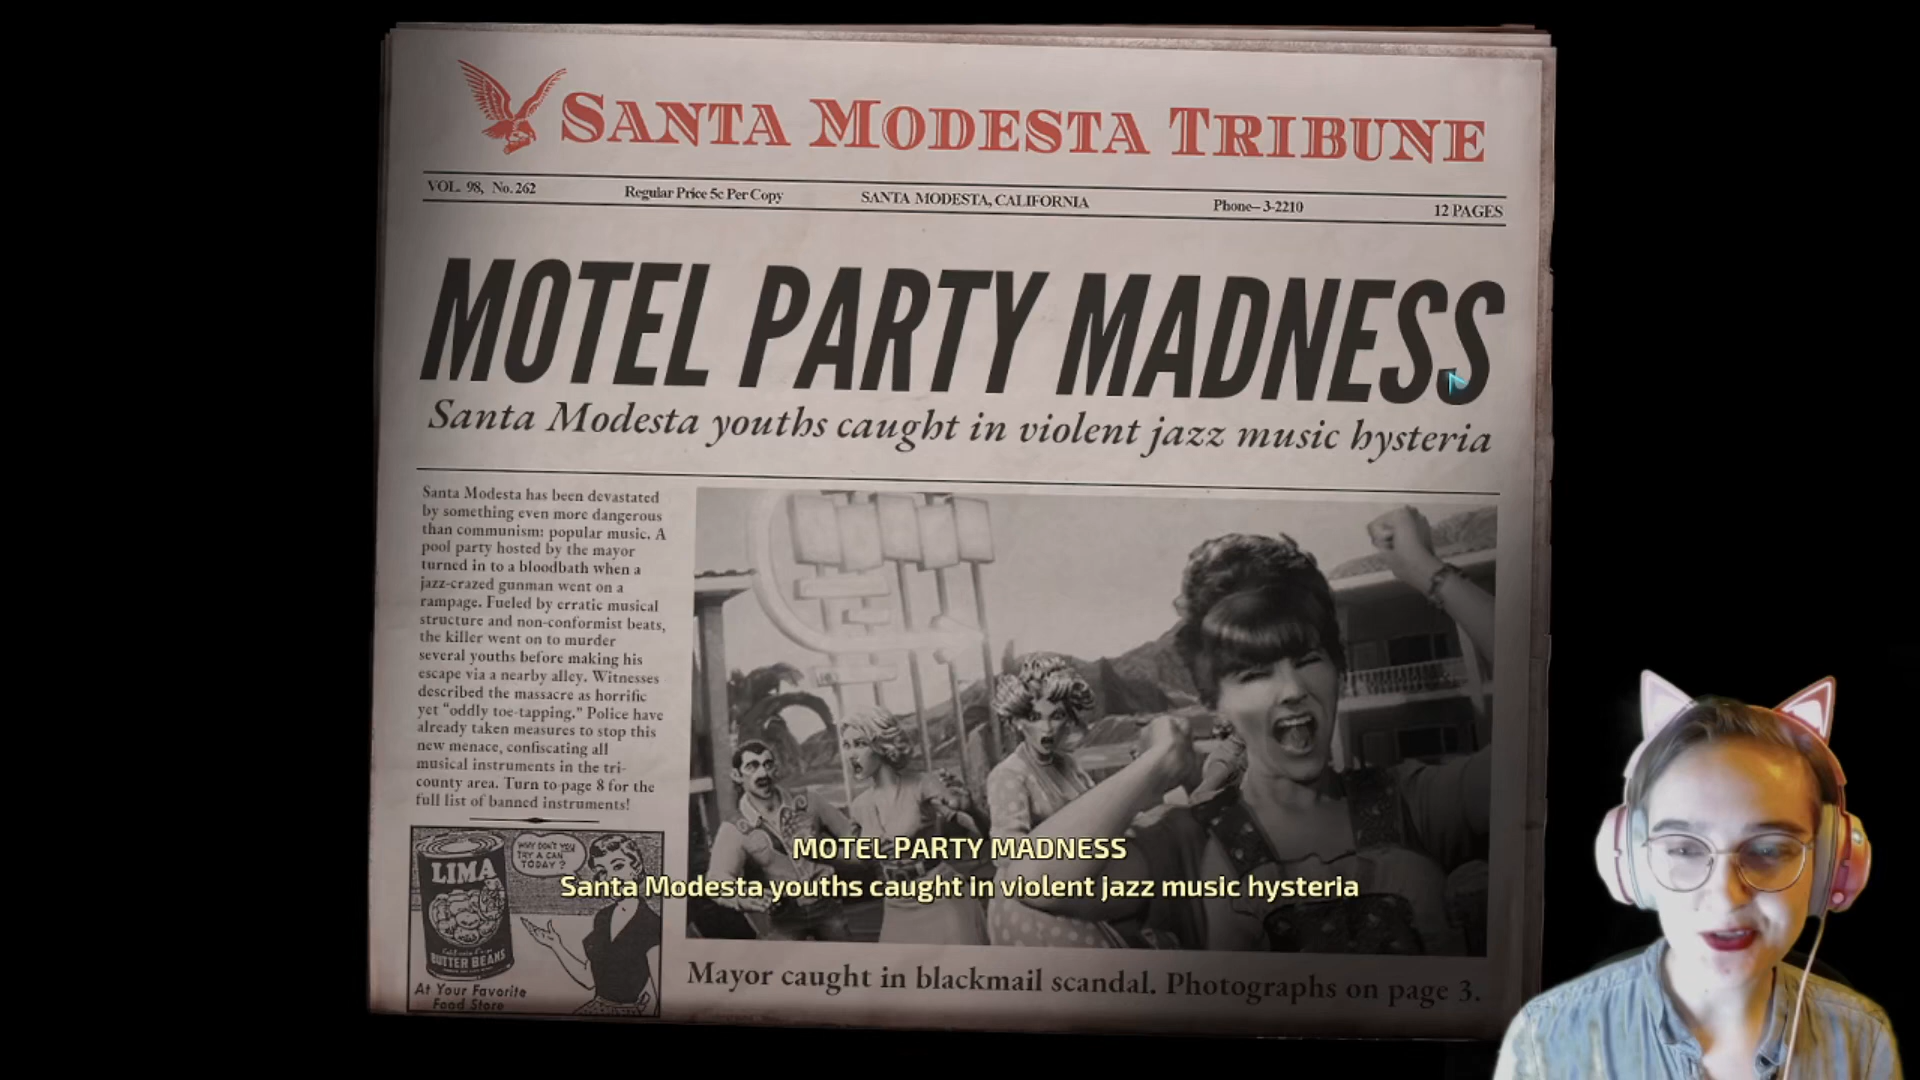 SANTA MODESTA TRIBUNE
VOL. 98, No. 262 Regular Price 5c Per Copy SANTA MODESTA, CALIFORNIA Phone–3-2210 12 PAGES
MOTEL PARTY MADNESS
Santa Modesta youths caught in violent jazz music hysteria
Santa Modesta has been devastated
by something even more dangerous
than communism: popular music. A
pool party hosted by the mayor
turned in to a bloodbath when a
jazz-crazed gunman went on a
rampage. Fueled by erratic musical
structure and non-conformist beats,
the killer went on to murder
several youths before making his
escape via a nearby alley. Witnesses
described the massacre as horrific
yet “oddly toe-tapping.” Police have
already taken measures to stop this
new menace, confiscating all
musical instruments in the tri-
county area. Turn to page 8 for the
full list of banned instruments!
LIMA
BUTTER BEANS
WHY DON'T YOU
TRY A CAN
TODAY?
At Your Favorite
Food Store
MOTEL PARTY MADNESS
Santa Modesta youths caught in violent jazz music hysteria
Mayor caught in blackmail scandal. Photographs on page 3.